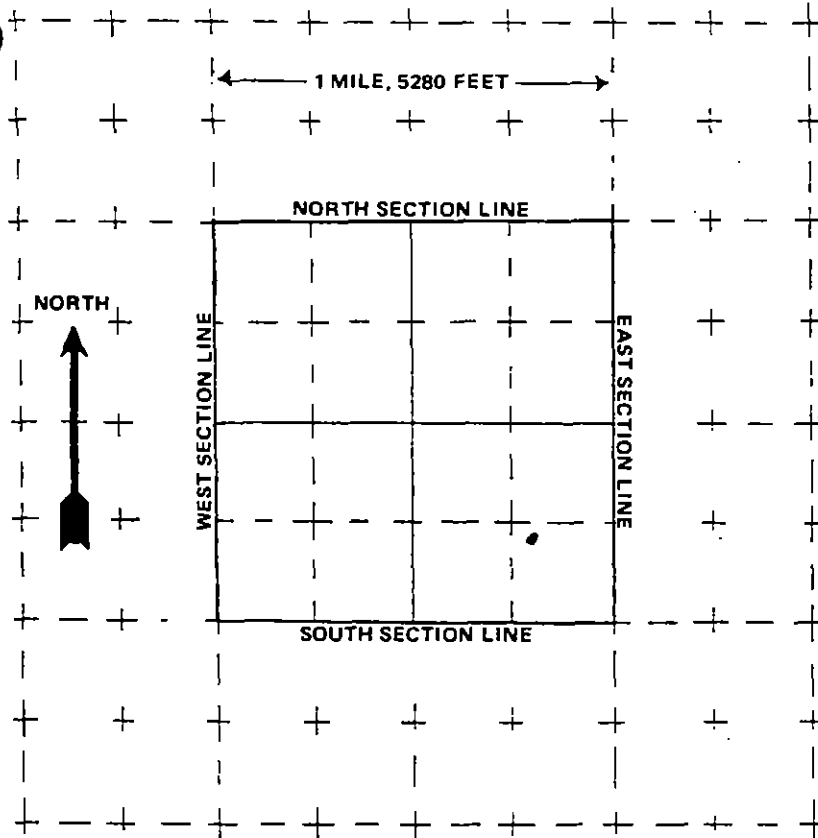 1 MILE, 5280 FEET
NORTH SECTION LINE
NORTH
WEST SECTION LINE
EAST SECTION LINE
SOUTH SECTION LINE